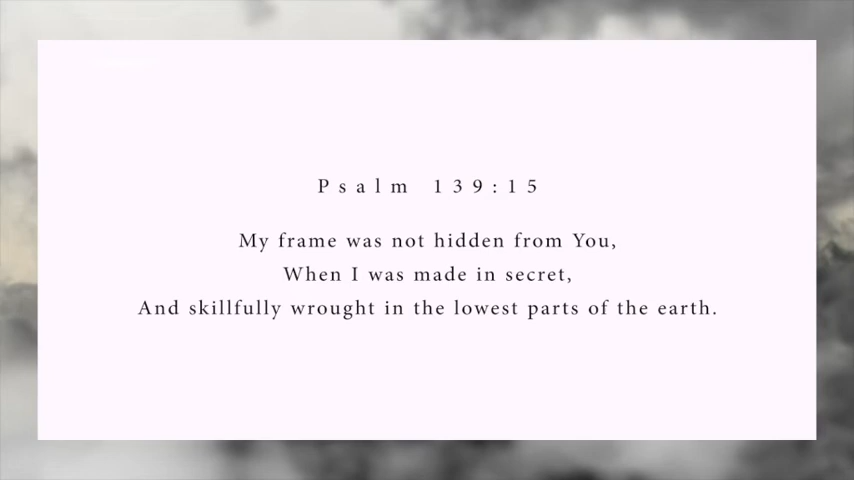 Psalm 139:15
My frame was not hidden from You,
When I was made in secret,
And skillfully wrought in the lowest parts of the earth.